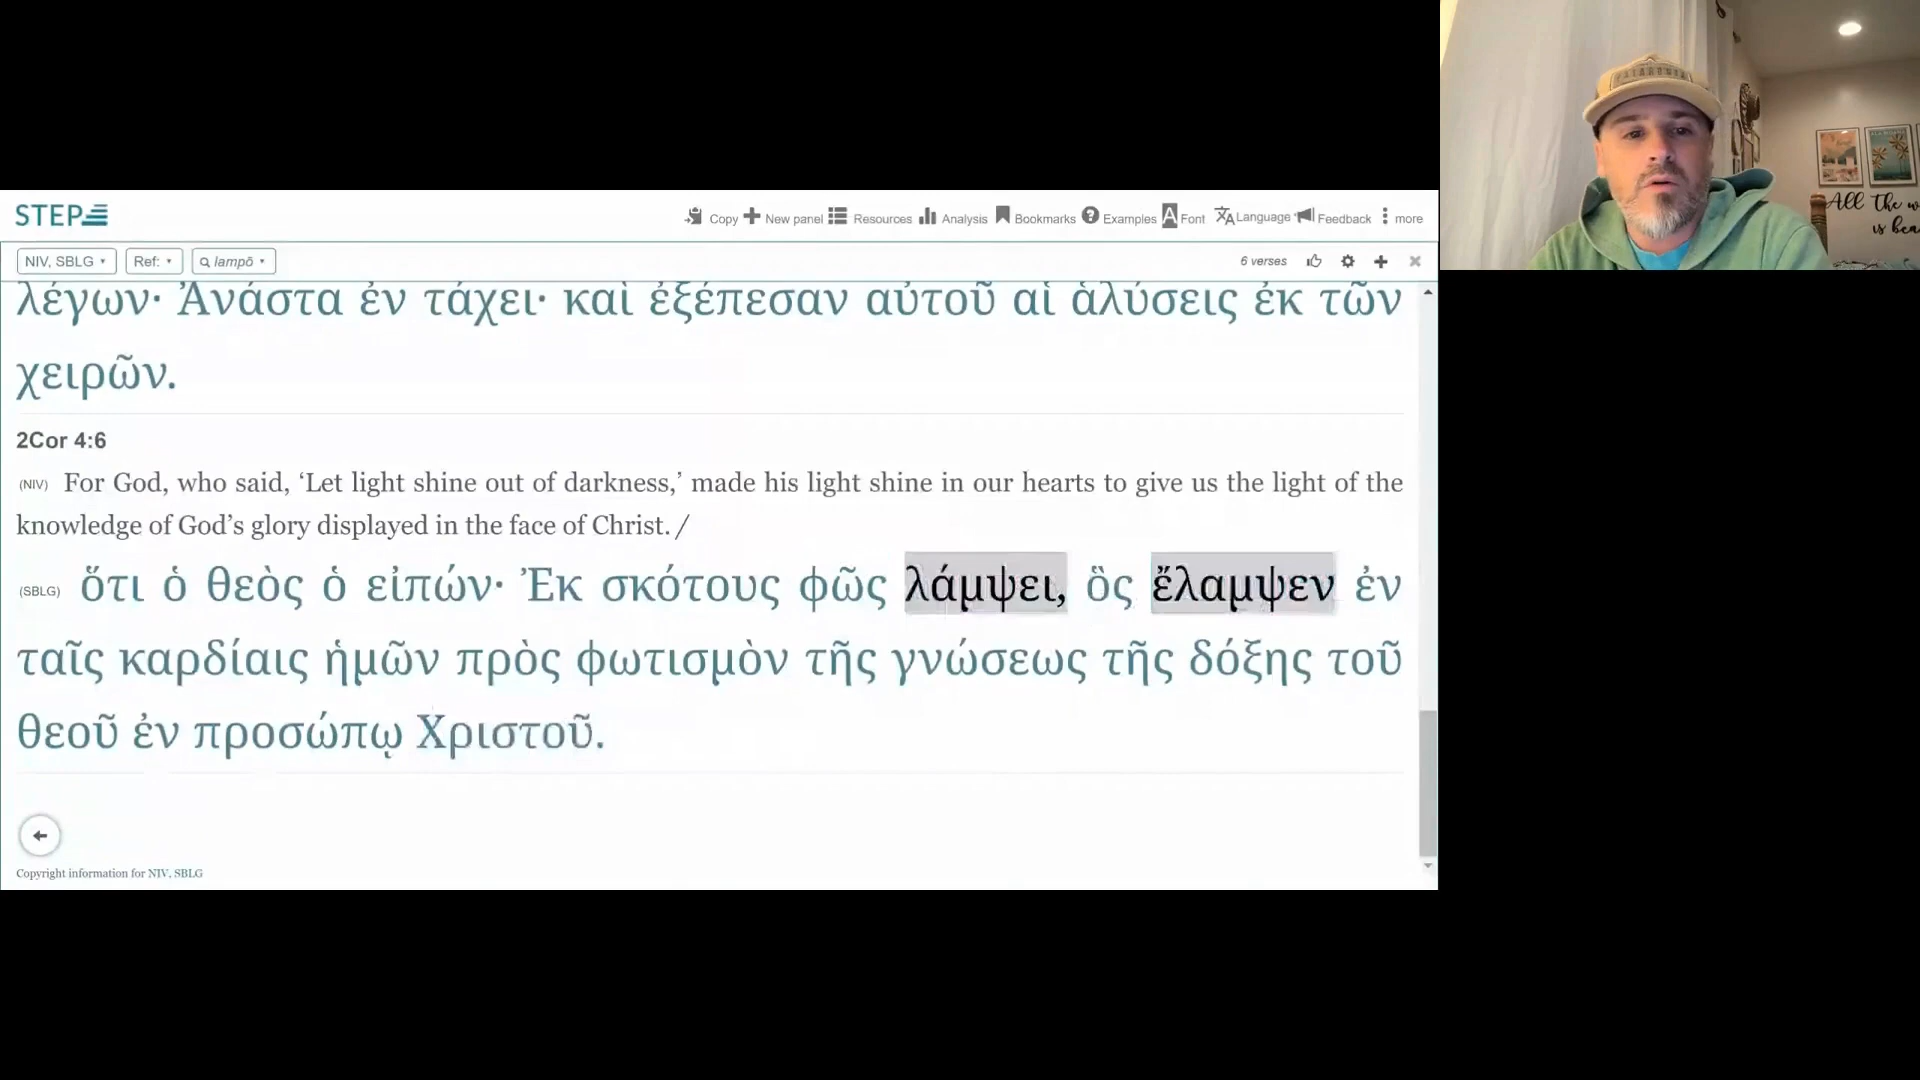 STEP
Copy New panel Resources Analysis Bookmarks Examples A Font Language Feedback more
NIV, SBLG Ref: lampō 6 verses
λέγων· Ἀνάστα ἐν τάχει· καὶ ἐξέπεσαν αὐτοῦ αἱ ἁλύσεις ἐκ τῶν
χειρῶν.
2Cor 4:6
(NIV) For God, who said, ‘Let light shine out of darkness,’ made his light shine in our hearts to give us the light of the
knowledge of God’s glory displayed in the face of Christ. /
(SBLG) ὅτι ὁ θεὸς ὁ εἰπών· Ἐκ σκότους φῶς λάμψει, ὃς ἔλαμψεν ἐν
ταῖς καρδίαις ἡμῶν πρὸς φωτισμὸν τῆς γνώσεως τῆς δόξης τοῦ
θεοῦ ἐν προσώπῳ Χριστοῦ.
Copyright information for NIV, SBLG
All the
is